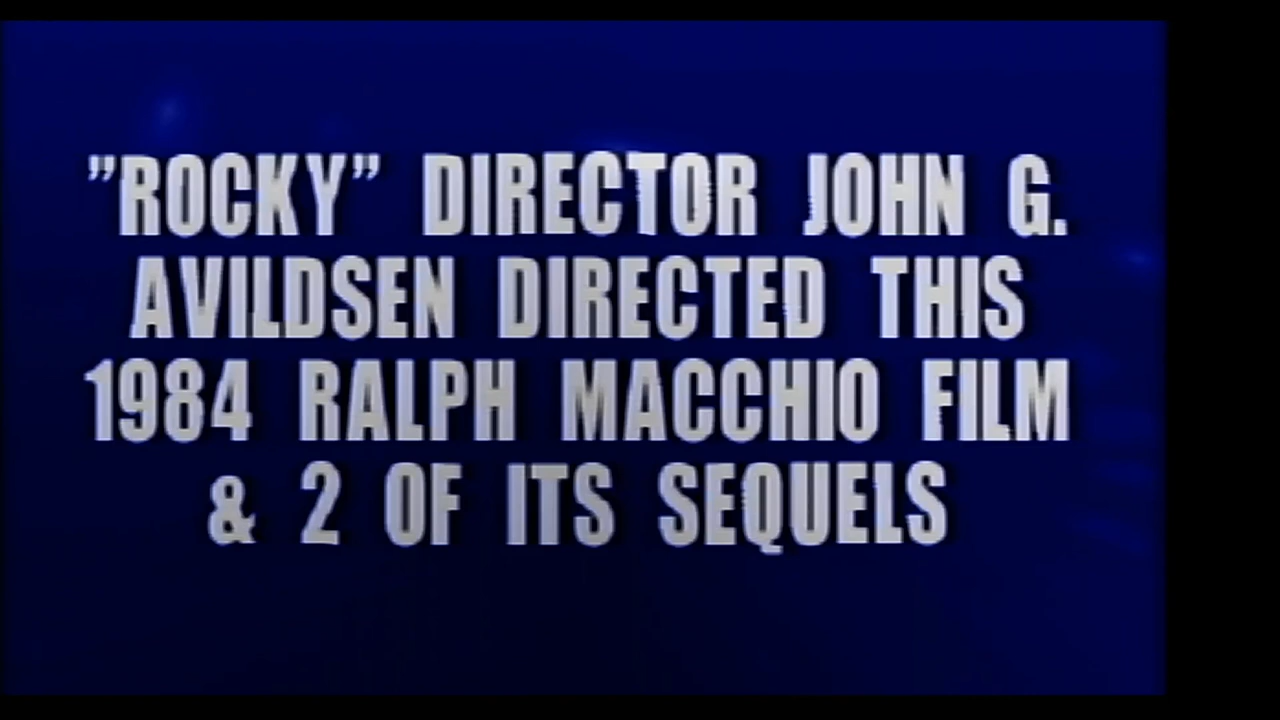 ”ROCKY” DIRECTOR JOHN G.
AVILDSEN DIRECTED THIS
1984 RALPH MACCHIO FILM
& 2 OF ITS SEQUELS